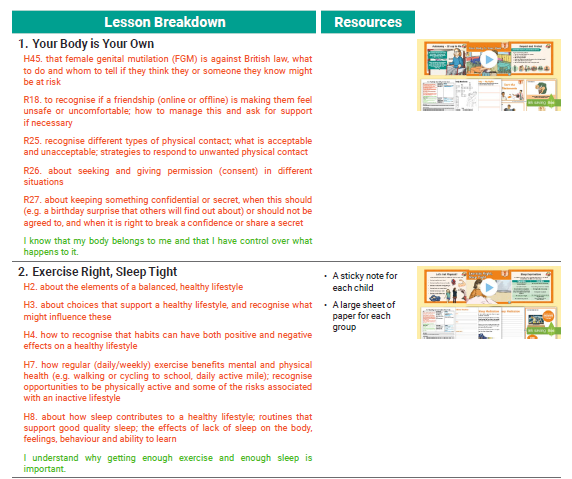 Lesson Breakdown
Resources
1. Your Body is Your Own
H45. that female genital mutilation (FGM) is against British law, what
to do and whom to tell if they think they or someone they know might
be at risk
R18. to recognise if a friendship (online or offline) is making them feel
unsafe or uncomfortable; how to manage this and ask for support
if necessary
R25. recognise different types of physical contact; what is acceptable
and unacceptable; strategies to respond to unwanted physical contact
R26. about seeking and giving permission (consent) in different
situations
R27. about keeping something confidential or secret, when this should
(e.g. a birthday surprise that others will find out about) or should not be
agreed to, and when it is right to break a confidence or share a secret
I know that my body belongs to me and that I have control over what
happens to it.
2. Exercise Right, Sleep Tight
H2. about the elements of a balanced, healthy lifestyle
H3. about choices that support a healthy lifestyle, and recognise what
might influence these
H4. how to recognise that habits can have both positive and negative
effects on a healthy lifestyle
H7. how regular (daily/weekly) exercise benefits mental and physical
health (e.g. walking or cycling to school, daily active mile); recognise
opportunities to be physically active and some of the risks associated
with an inactive lifestyle
H8. about how sleep contributes to a healthy lifestyle; routines that
support good quality sleep; the effects of lack of sleep on the body,
feelings, behaviour and ability to learn
I understand why getting enough exercise and enough sleep is
important.
• A sticky note for
each child
• A large sheet of
paper for each
group